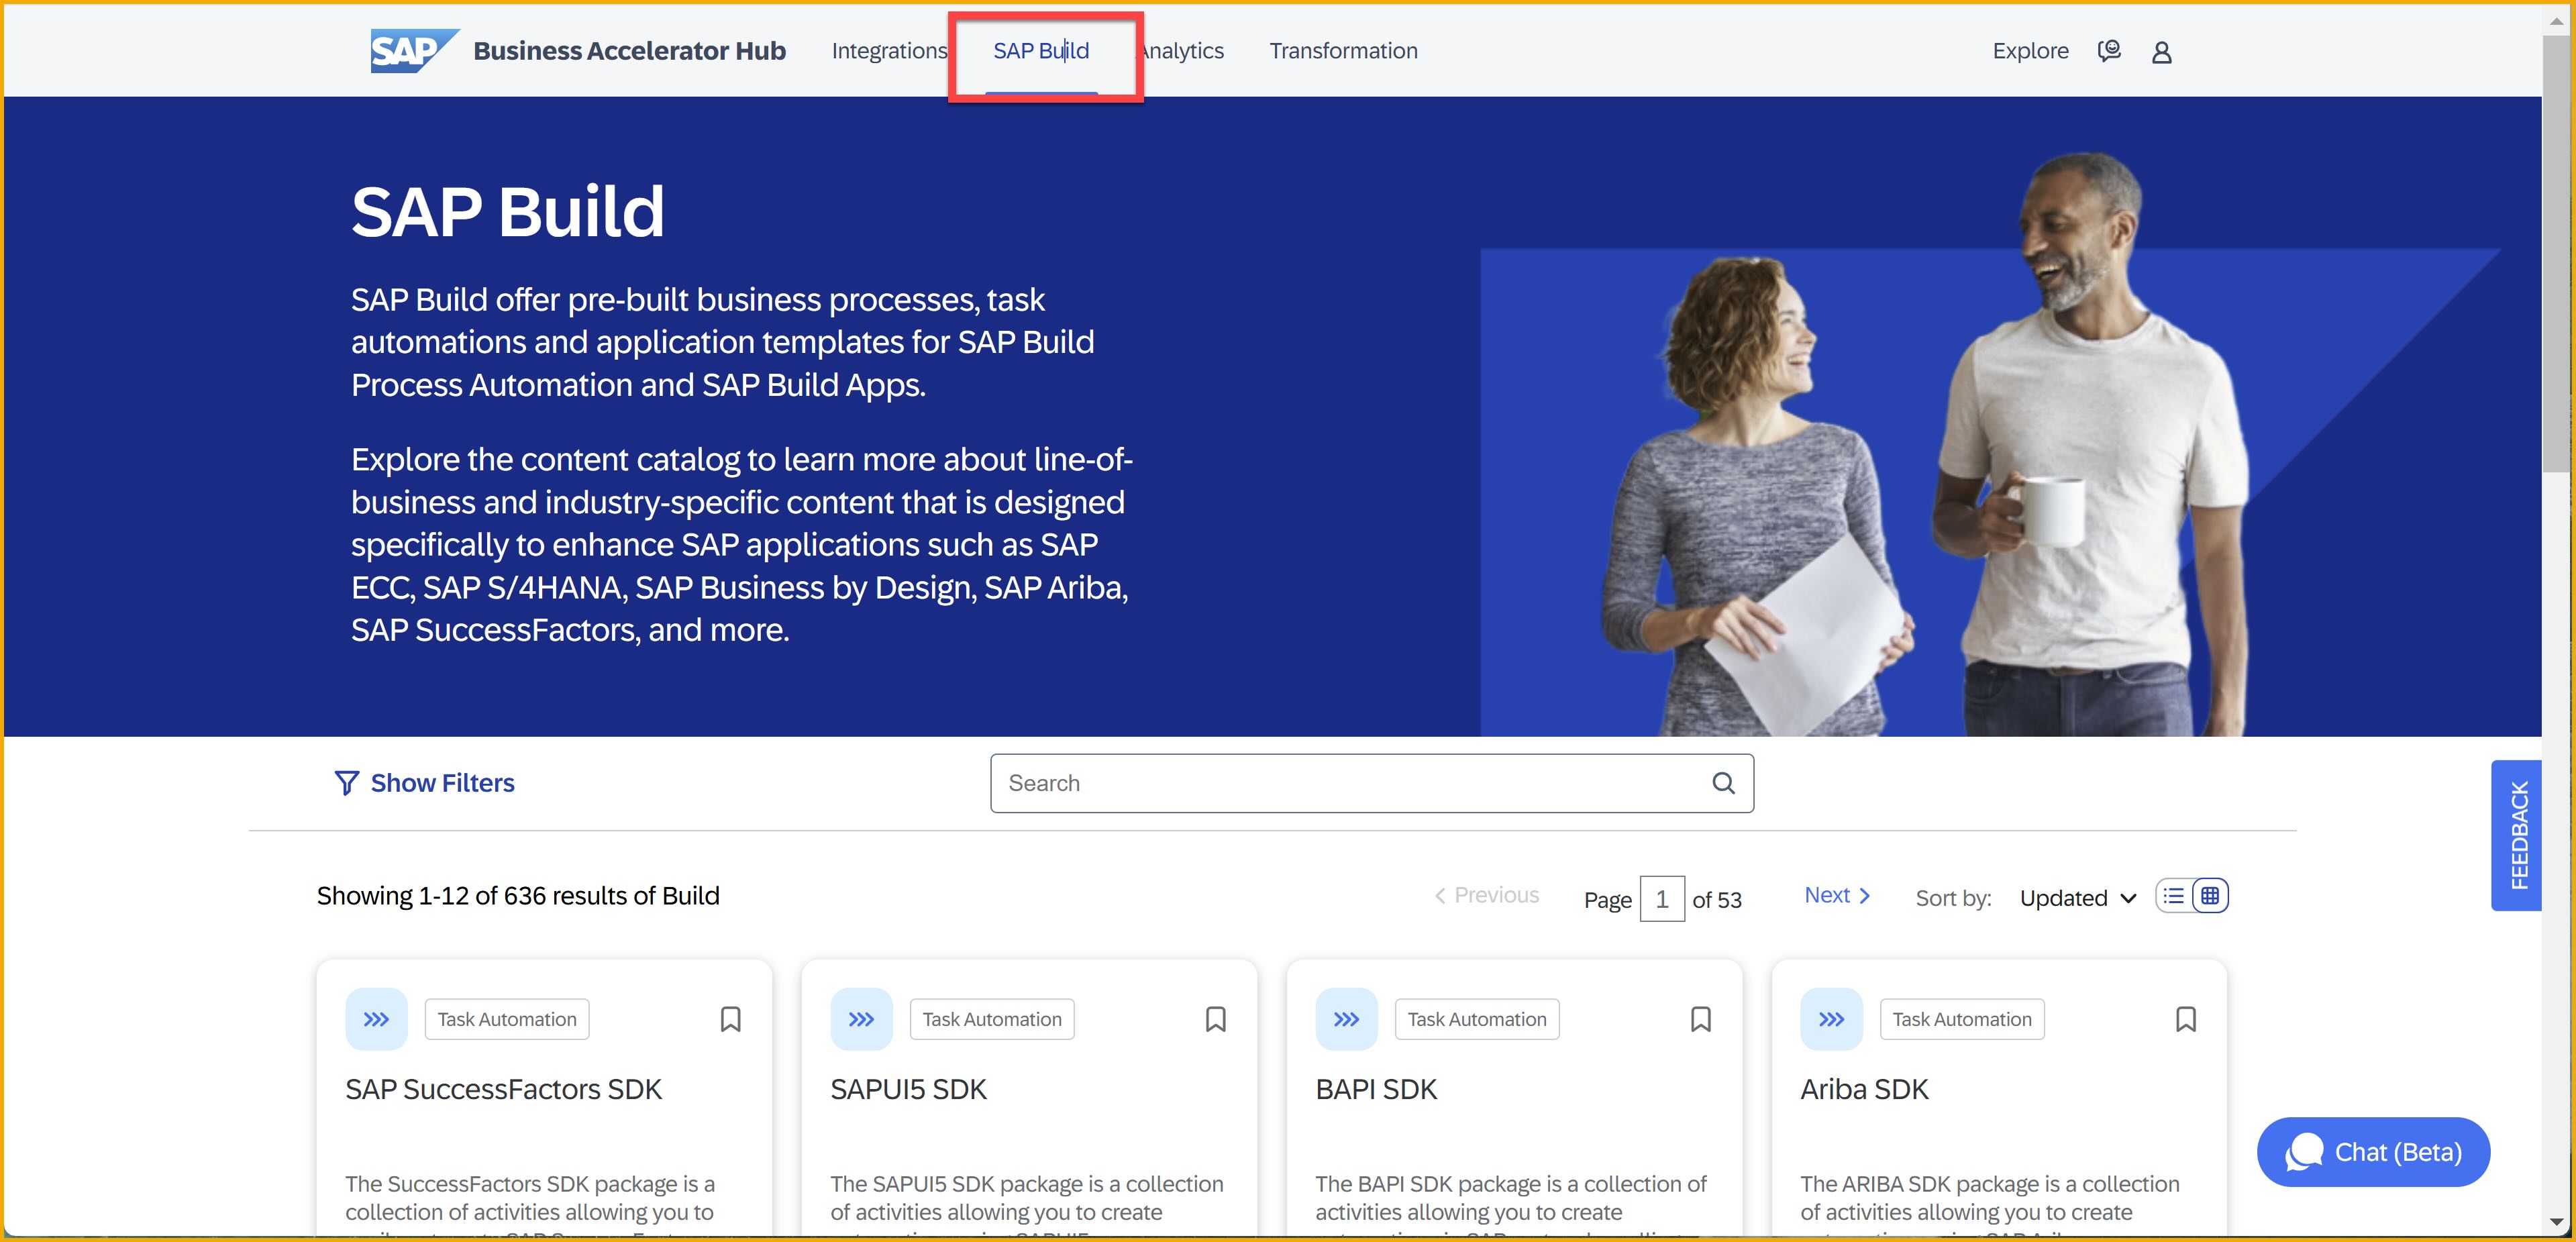 SAP Business Accelerator Hub Integrations SAP Build Analytics Transformation Explore
SAP Build
SAP Build offer pre-built business processes, task
automations and application templates for SAP Build
Process Automation and SAP Build Apps.
Explore the content catalog to learn more about line-of-
business and industry-specific content that is designed
specifically to enhance SAP applications such as SAP
ECC, SAP S/4HANA, SAP Business by Design, SAP Ariba,
SAP SuccessFactors, and more.
Show Filters Search
FEEDBACK
Showing 1-12 of 636 results of Build Previous Page 1 of 53 Next Sort by: Updated
Task Automation Task Automation Task Automation Task Automation
SAP SuccessFactors SDK SAPUI5 SDK BAPI SDK Ariba SDK
Chat (Beta)
The SuccessFactors SDK package is a The SAPUI5 SDK package is a collection The BAPI SDK package is a collection of The ARIBA SDK package is a collection
collection of activities allowing you to of activities allowing you to create activities allowing you to create of activities allowing you to create